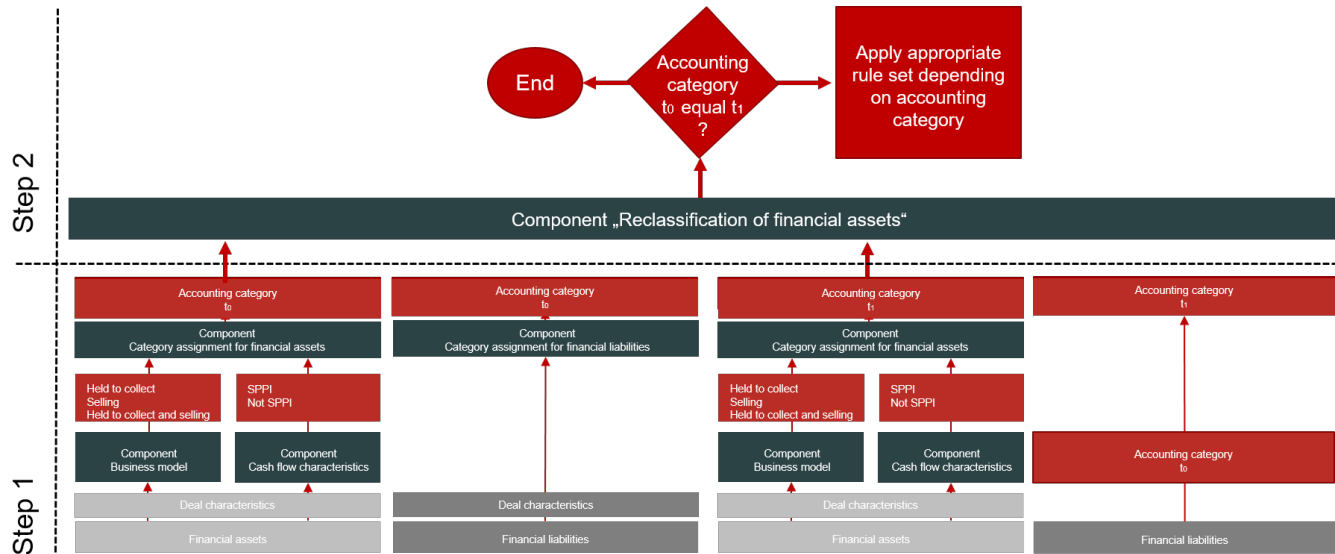 Step 2
End
Accounting
category
t₀ equal t₁
?
Apply appropriate
rule set depending
on accounting
category
Component „Reclassification of financial assets“
Step 1
Accounting category
t₀
Component
Category assignment for financial assets
Held to collect
Selling
Held to collect and selling
SPPI
Not SPPI
Component
Business model
Component
Cash flow characteristics
Deal characteristics
Financial assets
Accounting category
t₀
Component
Category assignment for financial liabilities
Deal characteristics
Financial liabilities
Accounting category
t₁
Component
Category assignment for financial assets
Held to collect
Selling
Held to collect and selling
SPPI
Not SPPI
Component
Business model
Component
Cash flow characteristics
Deal characteristics
Financial assets
Accounting category
t₁
Accounting category
t₀
Financial liabilities